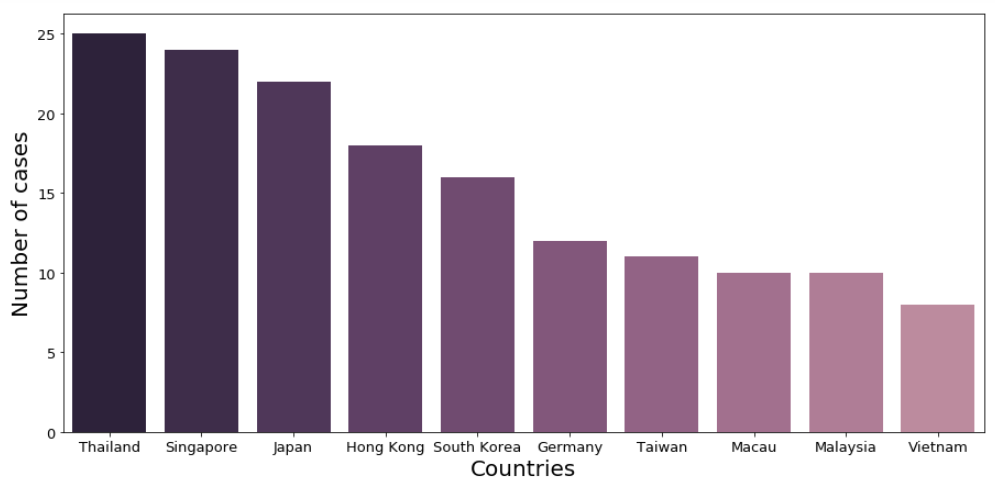 25
20
15
10
5
0
Number of cases
Thailand Singapore Japan Hong Kong South Korea Germany Taiwan Macau Malaysia Vietnam
Countries